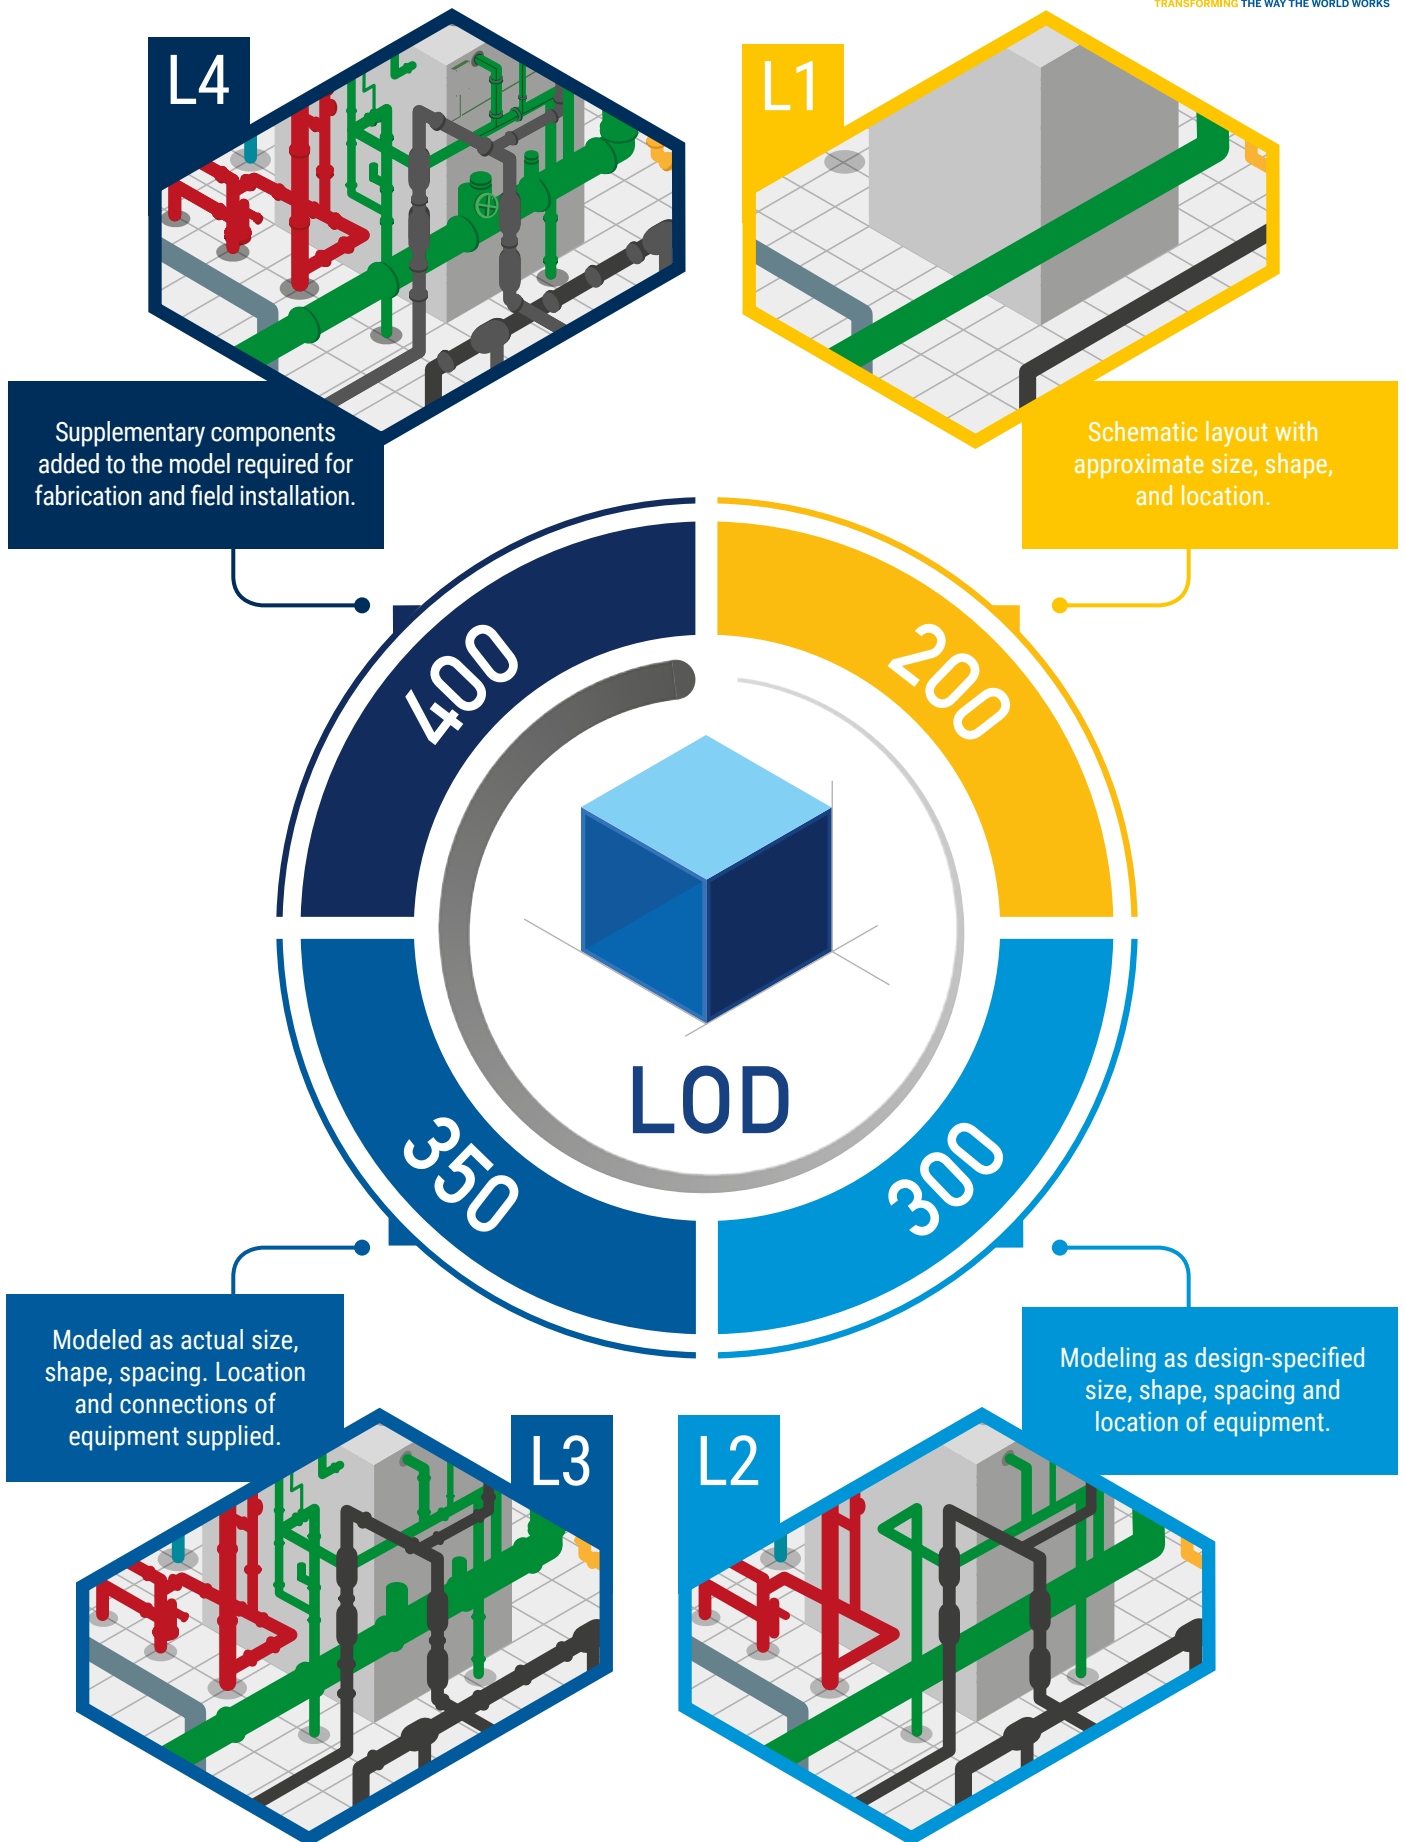 TRANSFORMING THE WAY THE WORLD WORKS
L4
L1
Supplementary components
added to the model required for
fabrication and field installation.
Schematic layout with
approximate size, shape,
and location.
400
200
LOD
350
300
Modeled as actual size,
shape, spacing. Location
and connections of
equipment supplied.
Modeling as design-specified
size, shape, spacing and
location of equipment.
L3
L2